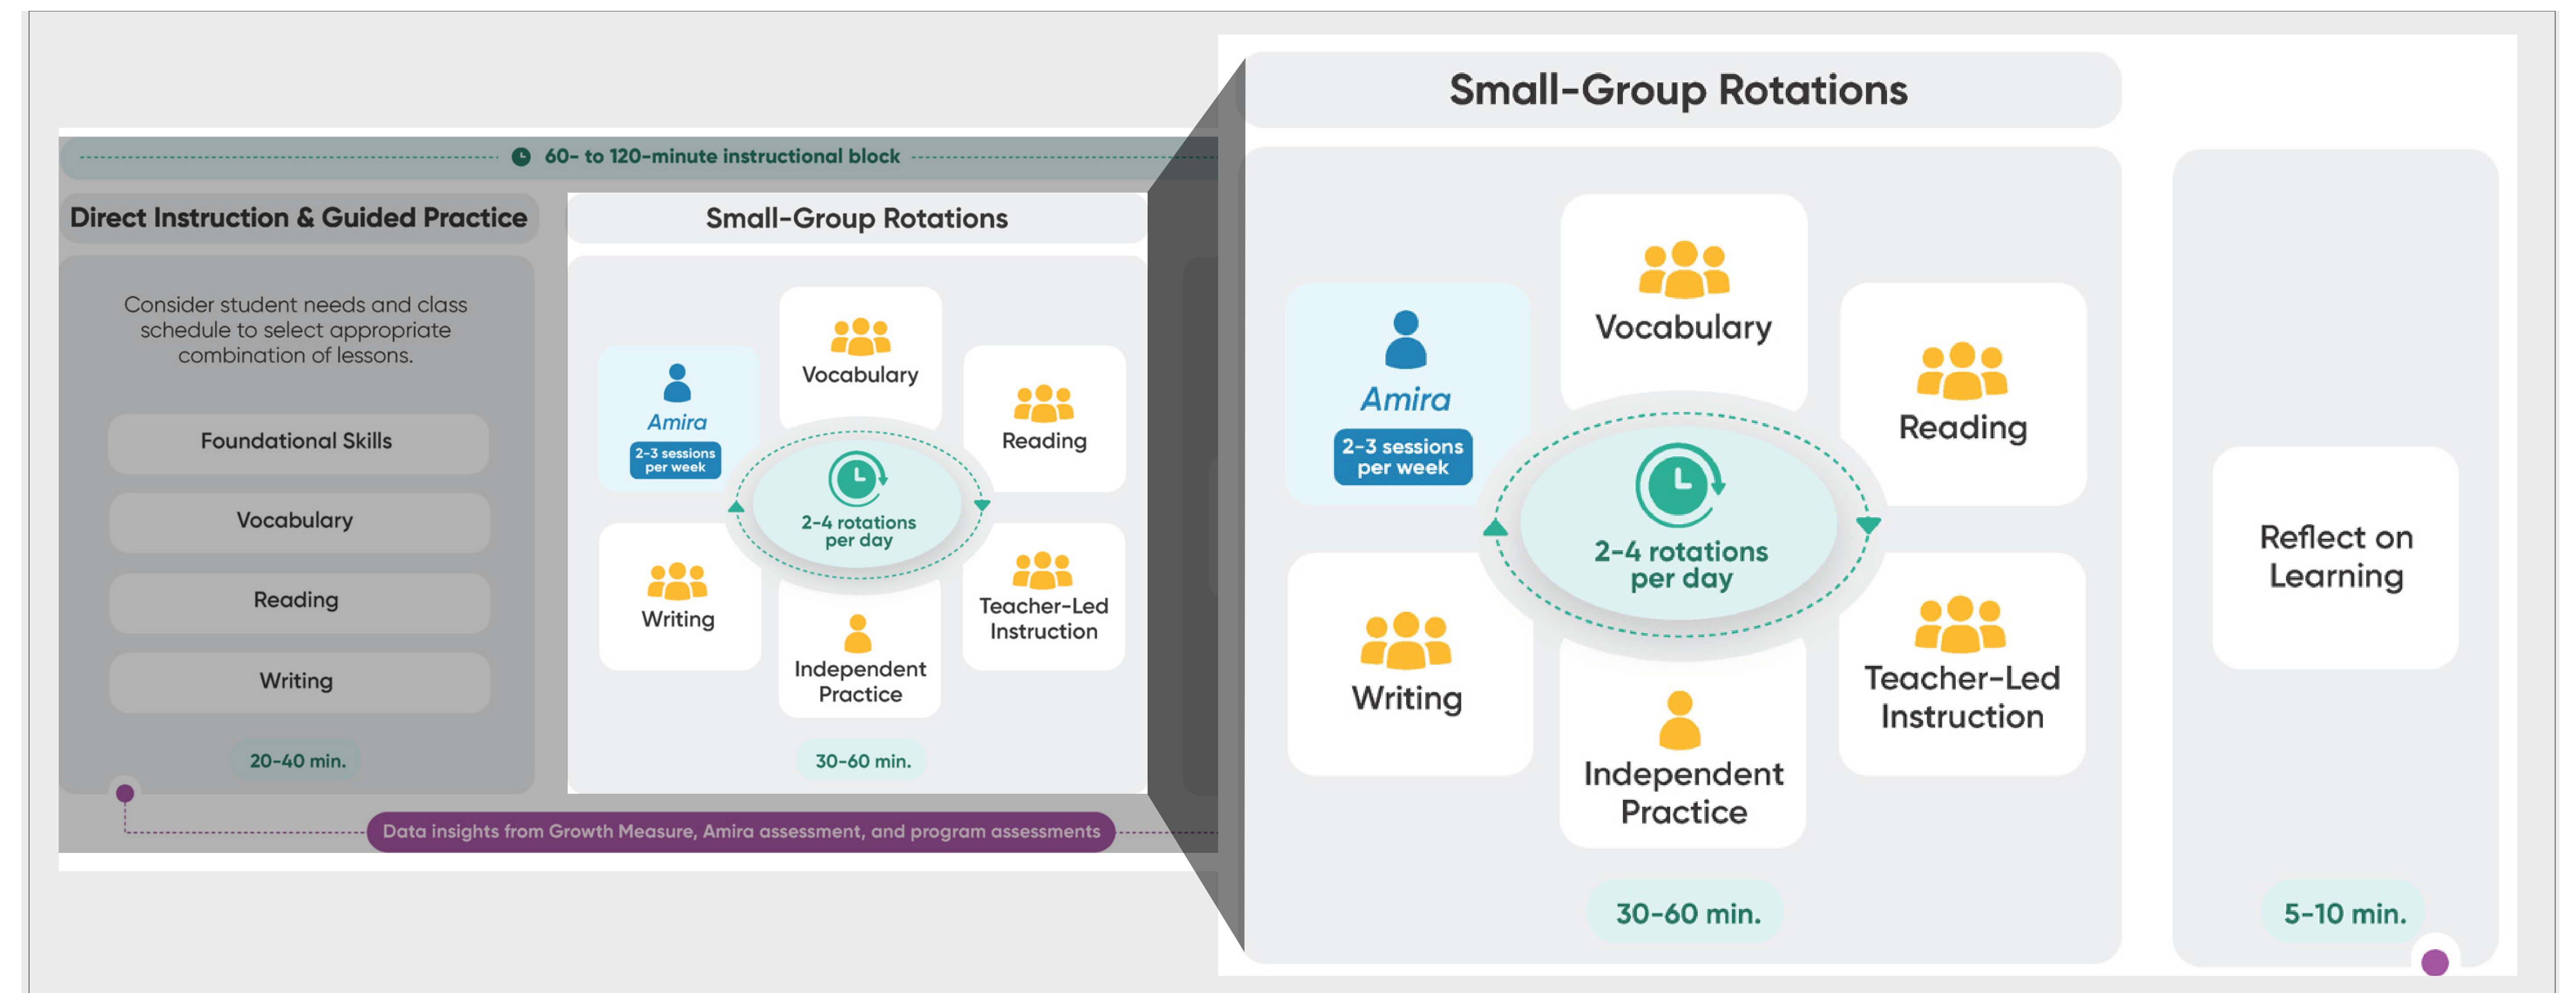 60- to 120-minute instructional block
Direct Instruction & Guided Practice
Consider student needs and class
schedule to select appropriate
combination of lessons.
Foundational Skills
Vocabulary
Reading
Writing
20-40 min.
Small-Group Rotations
Vocabulary
Amira
2-3 sessions
per week
Reading
2-4 rotations
per day
Writing
Independent
Practice
Teacher-Led
Instruction
30-60 min.
Data insights from Growth Measure, Amira assessment, and program assessments
Small-Group Rotations
Vocabulary
Amira
2-3 sessions
per week
Reading
2-4 rotations
per day
Writing
Independent
Practice
Teacher-Led
Instruction
30-60 min.
Reflect on
Learning
5-10 min.